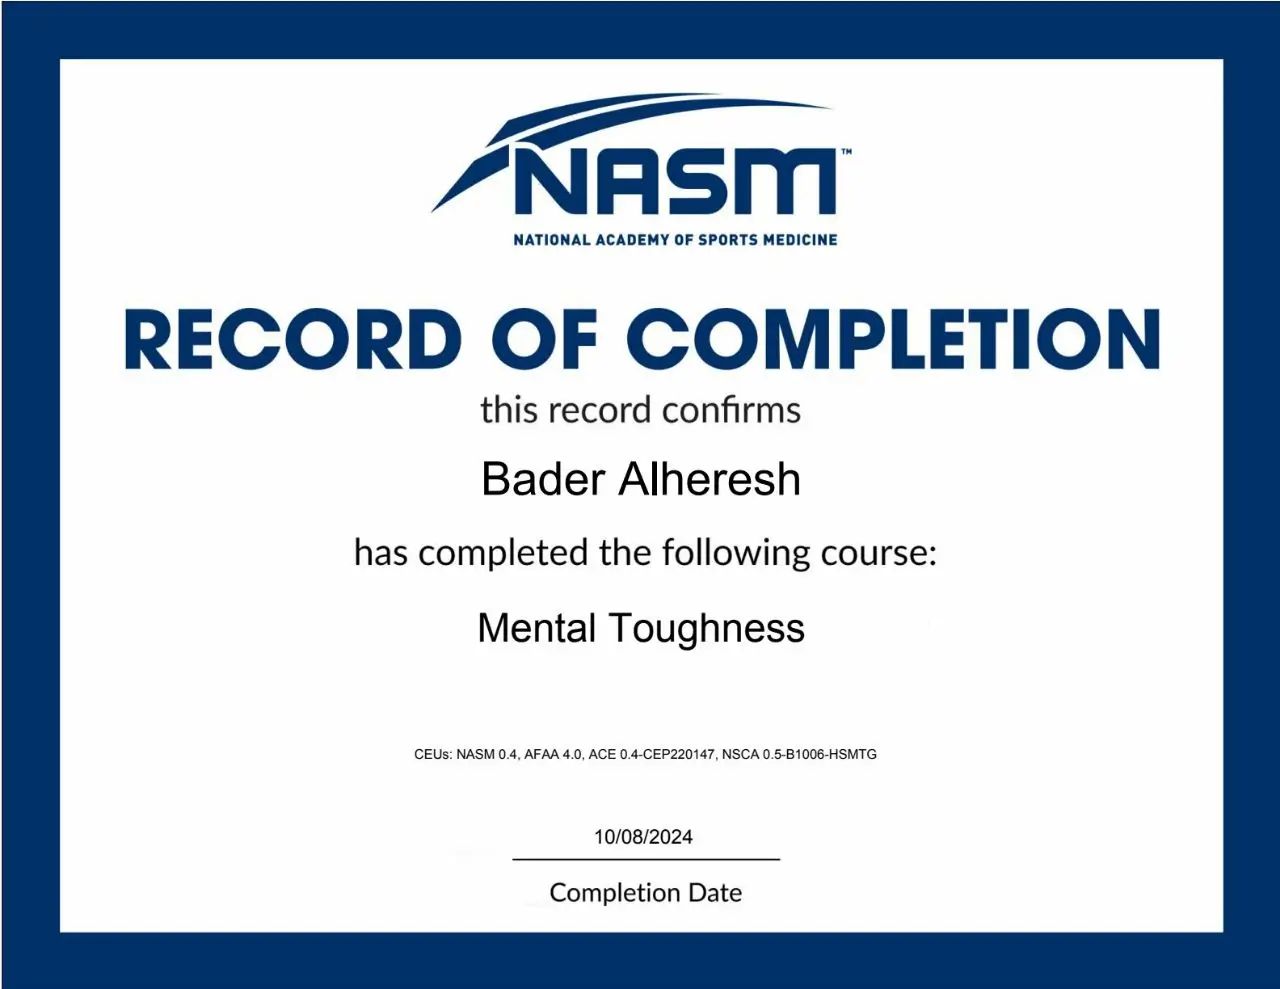 NASM™
NATIONAL ACADEMY OF SPORTS MEDICINE
RECORD OF COMPLETION
this record confirms
Bader Alheresh
has completed the following course:
Mental Toughness
CEUs: NASM 0.4, AFAA 4.0, ACE 0.4-CEP220147, NSCA 0.5-B1006-HSMTG
10/08/2024
Completion Date